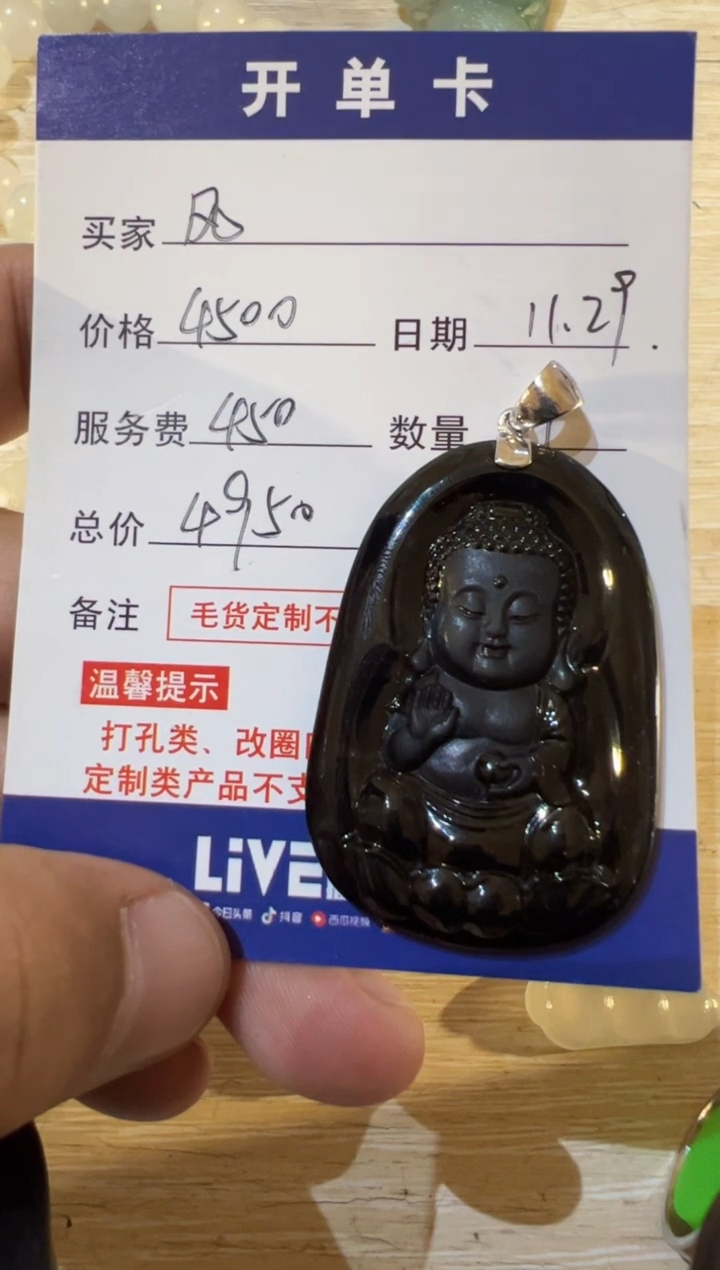 开单卡
买家 风
价格 4500 日期 11.29.
服务费 450 数量 1
总价 4950
备注 毛货定制不
温馨提示
打孔类、改圈
定制类产品不支
LiVE
今日头条 抖音 西瓜视频